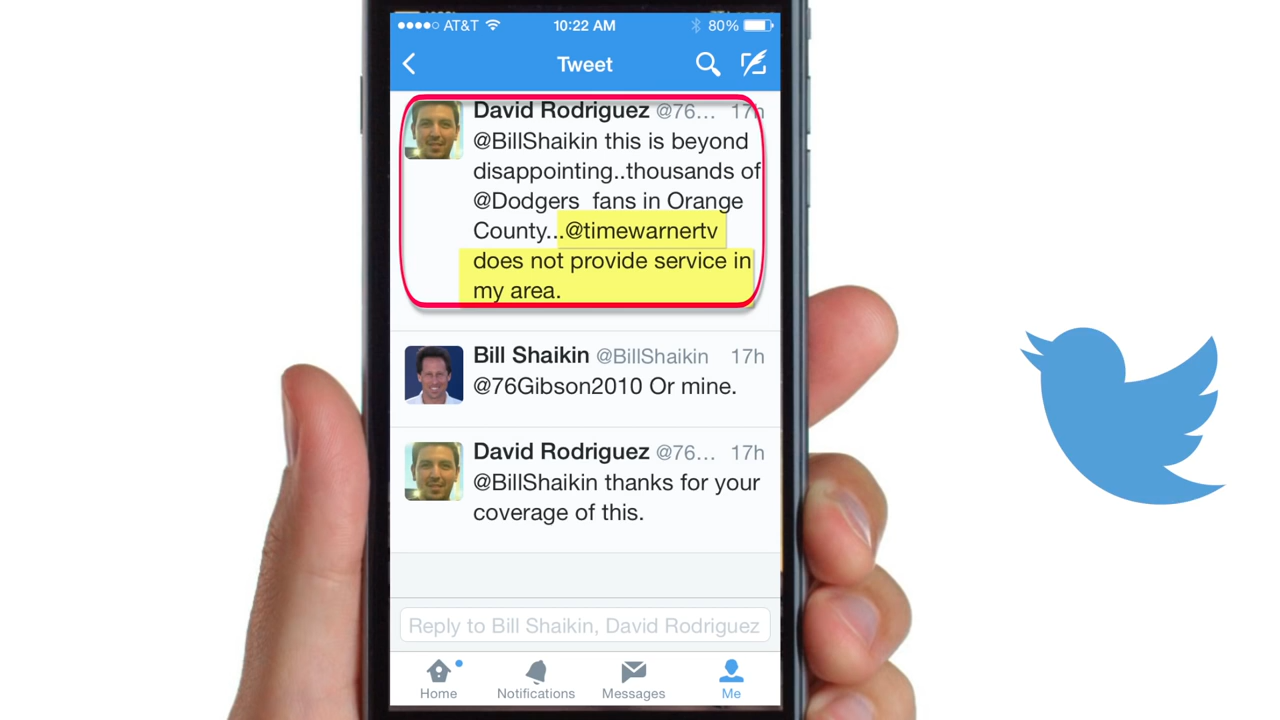 AT&T 10:22 AM 80%
Tweet
David Rodriguez @76... 17h
@BillShaikin this is beyond
disappointing..thousands of
@Dodgers fans in Orange
County...@timewarnertv
does not provide service in
my area.
Bill Shaikin @BillShaikin 17h
@76Gibson2010 Or mine.
David Rodriguez @76... 17h
@BillShaikin thanks for your
coverage of this.
Reply to Bill Shaikin, David Rodriguez
Home Notifications Messages Me